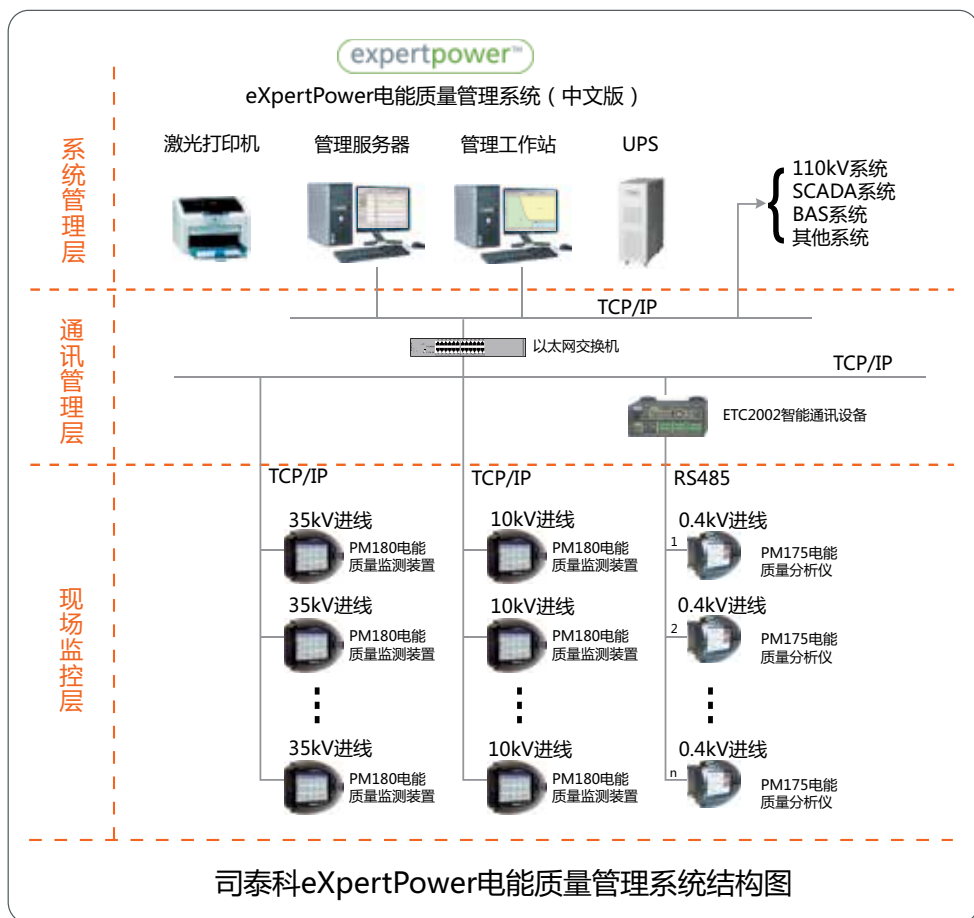 expertpower™
eXpertPower电能质量管理系统（中文版）
系统管理层
激光打印机
管理服务器
管理工作站
UPS
110kV系统
SCADA系统
BAS系统
其他系统
通讯管理层
TCP/IP
以太网交换机
TCP/IP
ETC2002智能通讯设备
现场监控层
TCP/IP
TCP/IP
RS485
35kV进线
PM180电能
质量监测装置
10kV进线
PM180电能
质量监测装置
0.4kV进线
1
PM175电能
质量分析仪
35kV进线
PM180电能
质量监测装置
10kV进线
PM180电能
质量监测装置
0.4kV进线
2
PM175电能
质量分析仪
35kV进线
PM180电能
质量监测装置
10kV进线
PM180电能
质量监测装置
0.4kV进线
n
PM175电能
质量分析仪
司泰科eXpertPower电能质量管理系统结构图